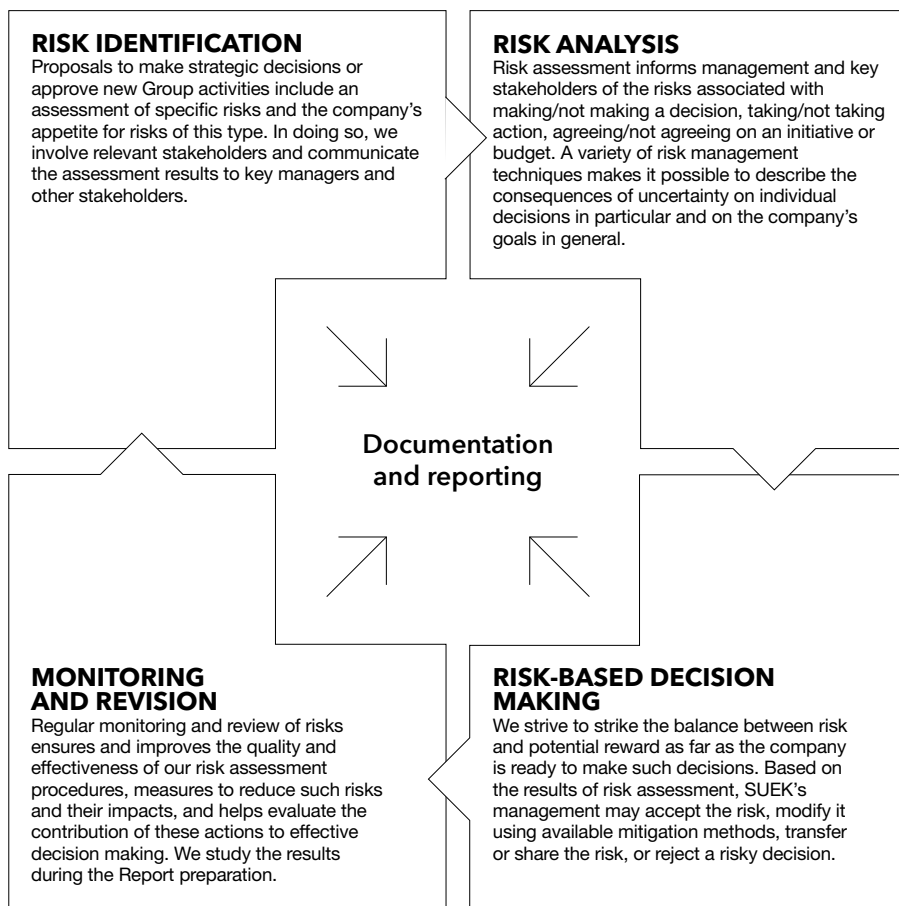 RISK IDENTIFICATION
Proposals to make strategic decisions or
approve new Group activities include an
assessment of specific risks and the company’s
appetite for risks of this type. In doing so, we
involve relevant stakeholders and communicate
the assessment results to key managers and
other stakeholders.
RISK ANALYSIS
Risk assessment informs management and key
stakeholders of the risks associated with
making/not making a decision, taking/not taking
action, agreeing/not agreeing on an initiative or
budget. A variety of risk management
techniques makes it possible to describe the
consequences of uncertainty on individual
decisions in particular and on the company’s
goals in general.
Documentation
and reporting
MONITORING
AND REVISION
Regular monitoring and review of risks
ensures and improves the quality and
effectiveness of our risk assessment
procedures, measures to reduce such risks
and their impacts, and helps evaluate the
contribution of these actions to effective
decision making. We study the results
during the Report preparation.
RISK-BASED DECISION
MAKING
We strive to strike the balance between risk
and potential reward as far as the company
is ready to make such decisions. Based on
the results of risk assessment, SUEK’s
management may accept the risk, modify it
using available mitigation methods, transfer
or share the risk, or reject a risky decision.